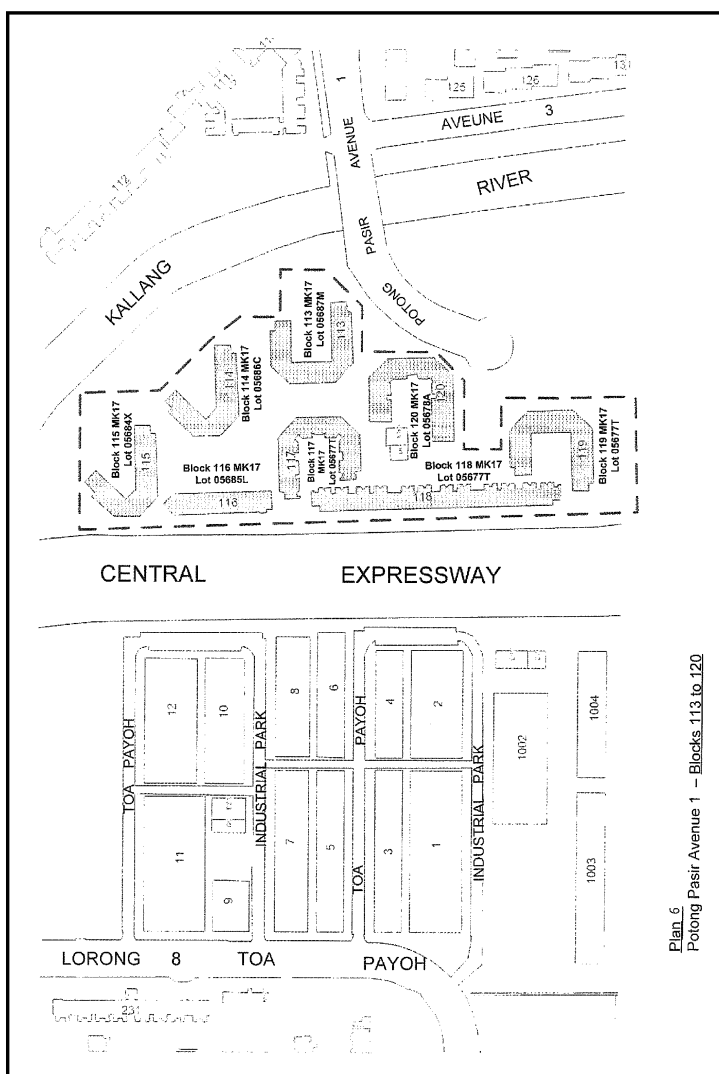 111
112
1
AVENUE
PASIR
POTONG
125
126
131
AVEUNE 3
RIVER
KALLANG
Block 113 MK17
Lot 05687M
113
Block 114 MK17
Lot 05686C
114
Block 115 MK17
Lot 05684X
115
Block 116 MK17
Lot 05685L
116
Block 117
MK17
Lot 05677T
117
Block 120 MK17
Lot 05678A
120
Block 118 MK17
Lot 05677T
118
Block 119 MK17
Lot 05677T
119
CENTRAL EXPRESSWAY
TOA PAYOH
12
10
11
9
INDUSTRIAL PARK
8
6
7
5
TOA PAYOH
4
2
3
1
INDUSTRIAL PARK
1002
1004
1003
LORONG 8 TOA PAYOH
231
Plan 6
Potong Pasir Avenue 1 – Blocks 113 to 120